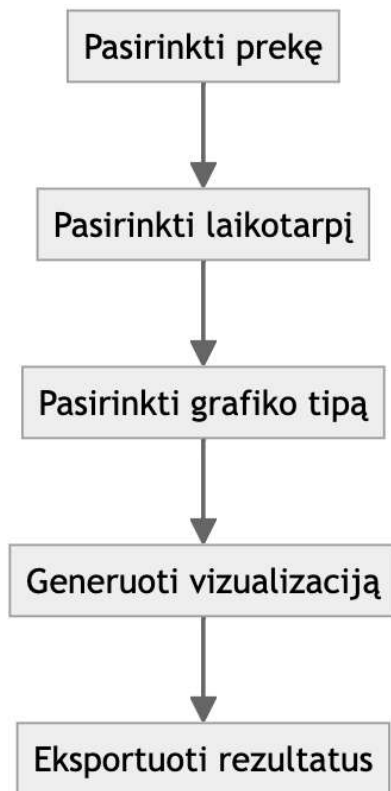 Pasirinkti prekę
Pasirinkti laikotarpį
Pasirinkti grafiko tipą
Generuoti vizualizaciją
Eksportuoti rezultatus